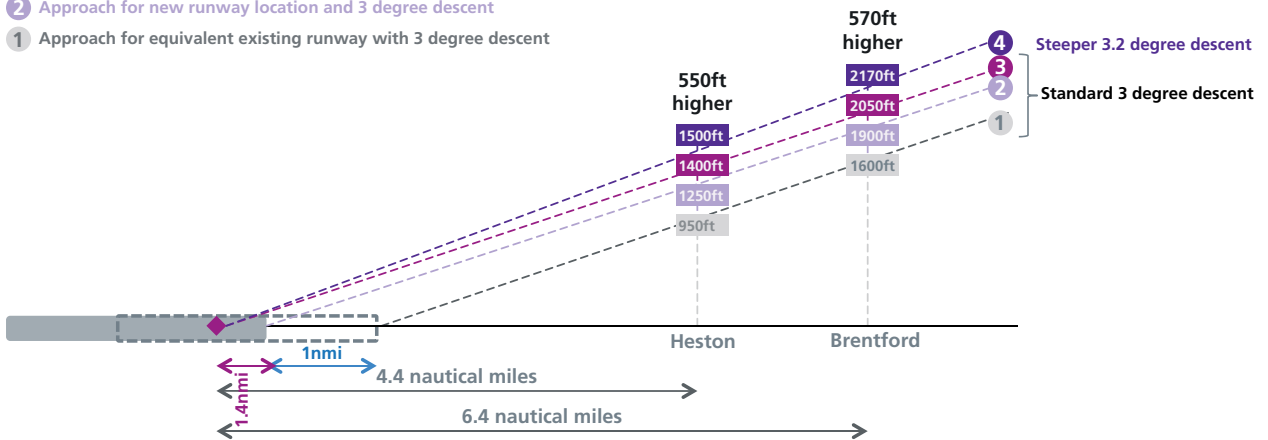 2 Approach for new runway location and 3 degree descent
1 Approach for equivalent existing runway with 3 degree descent
570ft
higher
4 Steeper 3.2 degree descent
3
2
Standard 3 degree descent
1
550ft
higher
2170ft
2050ft
1900ft
1600ft
1500ft
1400ft
1250ft
950ft
Heston
Brentford
1nmi
1.4nmi
4.4 nautical miles
6.4 nautical miles